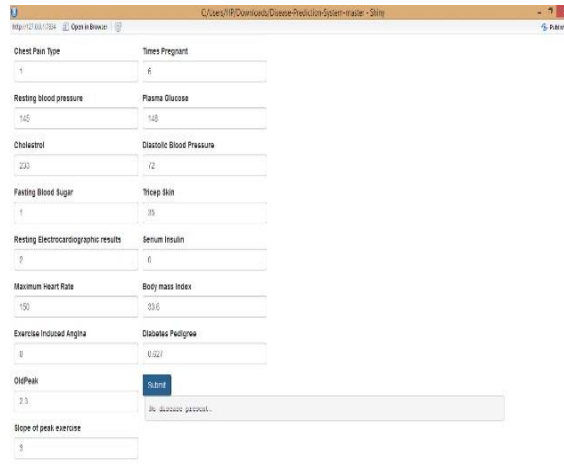 C:/Users/HP/Downloads/Disease-Prediction-System-master - Shiny
Open in Browser
Chest Pain Type
1
Resting blood pressure
145
Cholestrol
233
Fasting Blood Sugar
1
Resting Electrocardiographic results
2
Maximum Heart Rate
150
Exercise Induced Angina
0
OldPeak
2.3
Slope of peak exercise
3
Times Pregnant
6
Plasma Glucose
148
Diastolic Blood Pressure
72
Tricep Skin
35
Serium Insulin
0
Body mass Index
33.6
Diabetes Pedigree
0.627
Submit
No disease present.